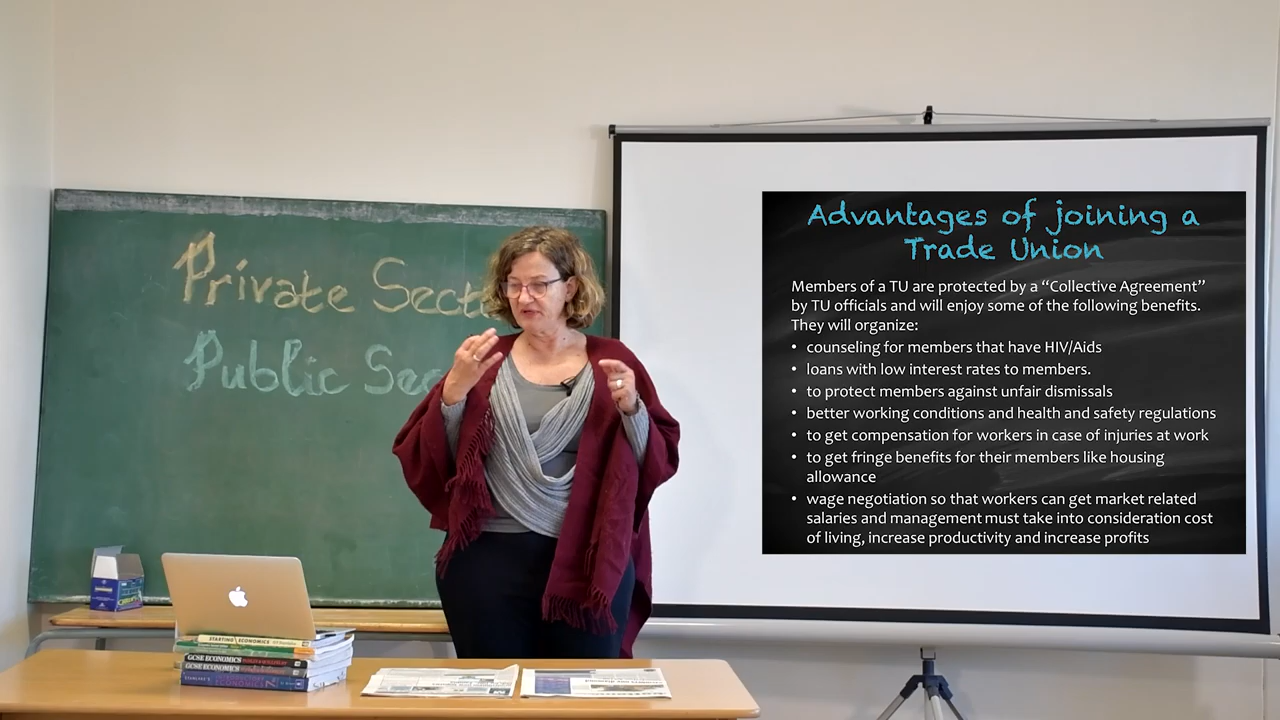 Private Sect
Public Sec
Advantages of joining a
Trade Union
Members of a TU are protected by a “Collective Agreement”
by TU officials and will enjoy some of the following benefits.
They will organize:
• counseling for members that have HIV/Aids
• loans with low interest rates to members.
• to protect members against unfair dismissals
• better working conditions and health and safety regulations
• to get compensation for workers in case of injuries at work
• to get fringe benefits for their members like housing
allowance
• wage negotiation so that workers can get market related
salaries and management must take into consideration cost
of living, increase productivity and increase profits
STARTING ECONOMICS
GCSE ECONOMICS
GCSE ECONOMICS
ECONOMICS